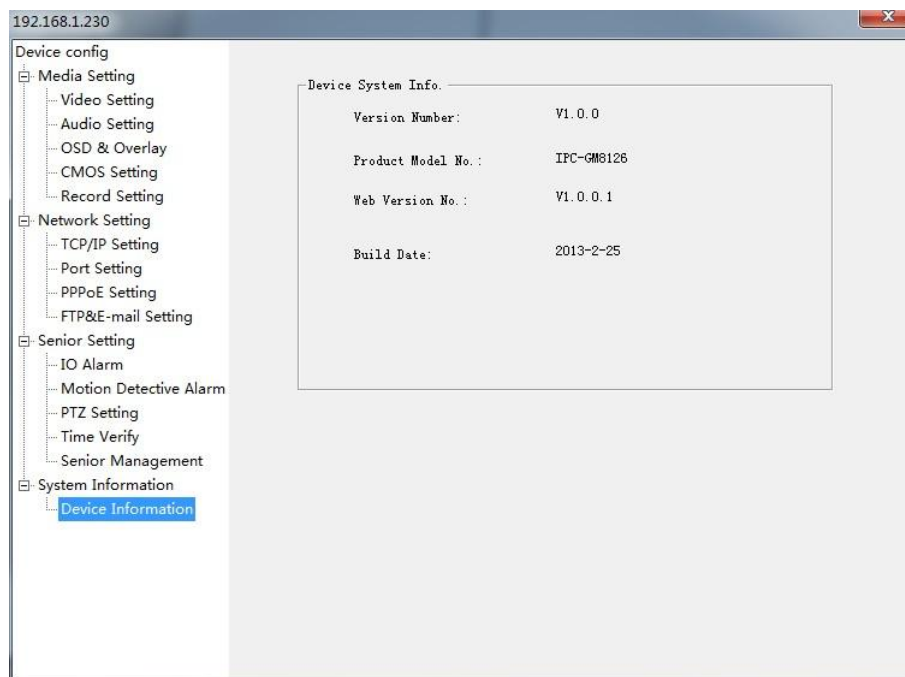 192.168.1.230
Device config
Media Setting
Video Setting
Audio Setting
OSD & Overlay
CMOS Setting
Record Setting
Network Setting
TCP/IP Setting
Port Setting
PPPoE Setting
FTP&E-mail Setting
Senior Setting
IO Alarm
Motion Detective Alarm
PTZ Setting
Time Verify
Senior Management
System Information
Device Information
Device System Info.
Version Number: V1.0.0
Product Model No.: IPC-GM8126
Web Version No.: V1.0.0.1
Build Date: 2013-2-25